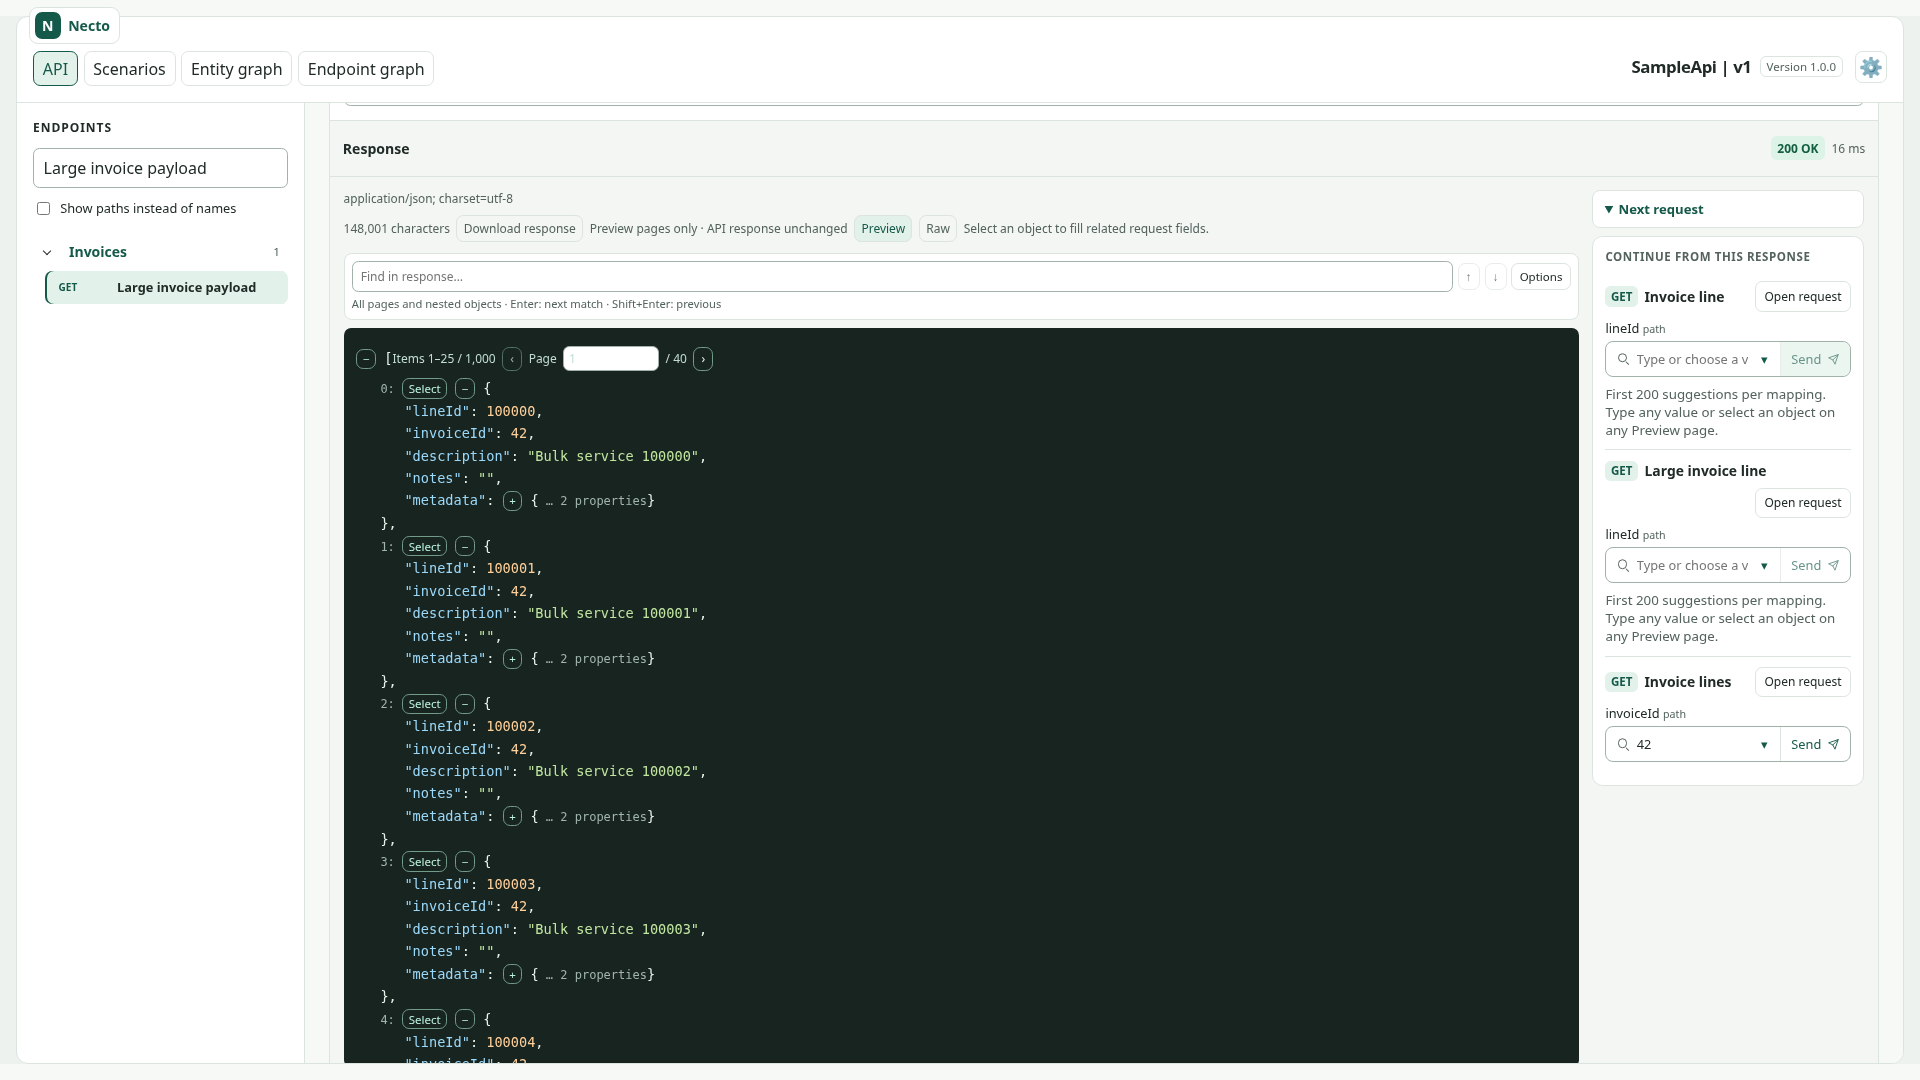 N Necto
API Scenarios Entity graph Endpoint graph
SampleApi | v1 Version 1.0.0
ENDPOINTS
Large invoice payload
Show paths instead of names
Invoices 1
GET Large invoice payload
Response
200 OK 16 ms
application/json; charset=utf-8
148,001 characters Download response Preview pages only · API response unchanged Preview Raw Select an object to fill related request fields.
Find in response... ↑ ↓ Options
All pages and nested objects · Enter: next match · Shift+Enter: previous
− [ Items 1–25 / 1,000 ‹ Page 1 / 40 ›
0: Select − {
"lineId": 100000,
"invoiceId": 42,
"description": "Bulk service 100000",
"notes": "",
"metadata": + { … 2 properties}
},
1: Select − {
"lineId": 100001,
"invoiceId": 42,
"description": "Bulk service 100001",
"notes": "",
"metadata": + { … 2 properties}
},
2: Select − {
"lineId": 100002,
"invoiceId": 42,
"description": "Bulk service 100002",
"notes": "",
"metadata": + { … 2 properties}
},
3: Select − {
"lineId": 100003,
"invoiceId": 42,
"description": "Bulk service 100003",
"notes": "",
"metadata": + { … 2 properties}
},
4: Select − {
"lineId": 100004,
"invoiceId": 42
▼ Next request
CONTINUE FROM THIS RESPONSE
GET Invoice line Open request
lineId path
Type or choose a v ▼ Send
First 200 suggestions per mapping.
Type any value or select an object on
any Preview page.
GET Large invoice line
Open request
lineId path
Type or choose a v ▼ Send
First 200 suggestions per mapping.
Type any value or select an object on
any Preview page.
GET Invoice lines Open request
invoiceId path
42 ▼ Send